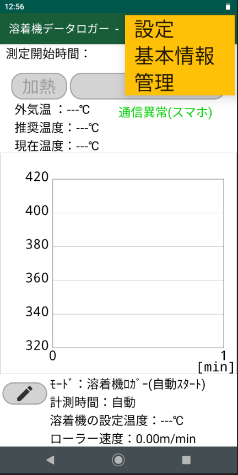 12:56
溶着機データロガー -
設定
基本情報
管理
測定開始時間：
加熱
外気温 ：---℃
通信異常(スマホ)
推奨温度：---℃
現在温度：---℃
420
400
380
360
340
320
0
1
[min]
ﾓｰﾄﾞ：溶着機ﾛｶﾞｰ(自動ｽﾀｰﾄ)
計測時間：自動
溶着機の設定温度：---℃
ローラー速度：0.00m/min